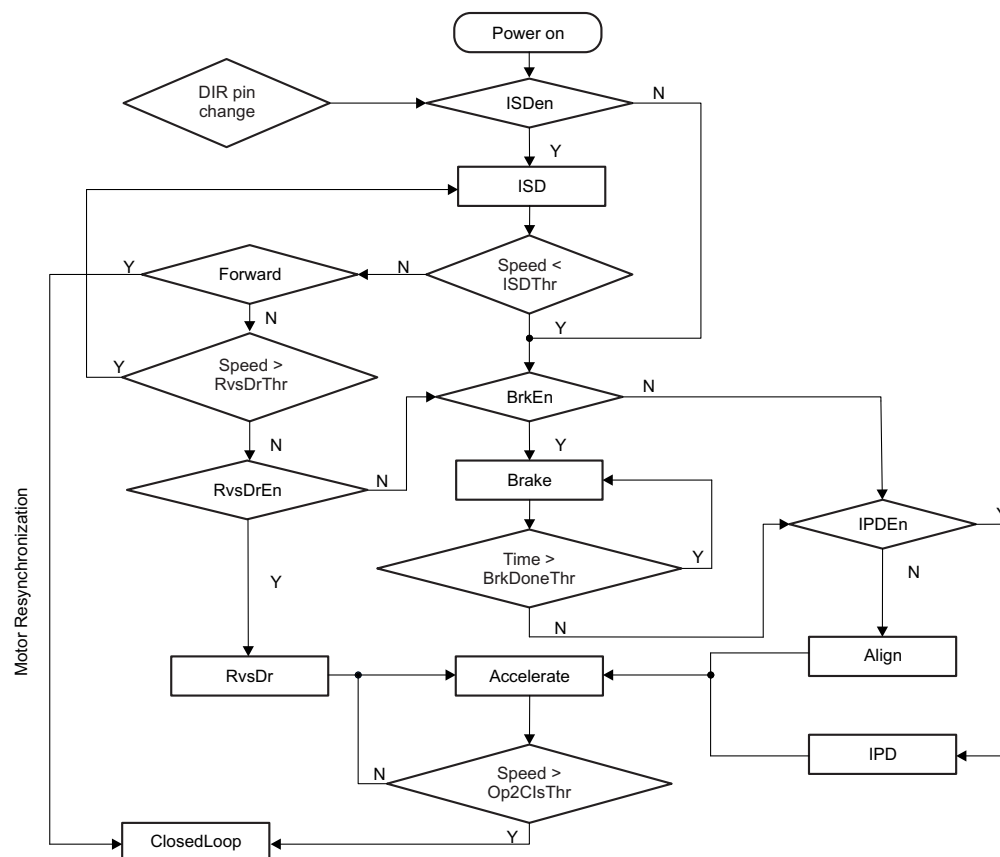 Power on
DIR pin
change
ISDen
N
Y
ISD
Speed <
ISDThr
N
Forward
Y
Y
N
Speed >
RvsDrThr
Y
N
BrkEn
N
Y
RvsDrEn
N
Brake
IPDEn
Y
Time >
BrkDoneThr
Y
N
Y
N
Motor Resynchronization
Align
RvsDr
Accelerate
IPD
Speed >
Op2ClsThr
N
Y
ClosedLoop